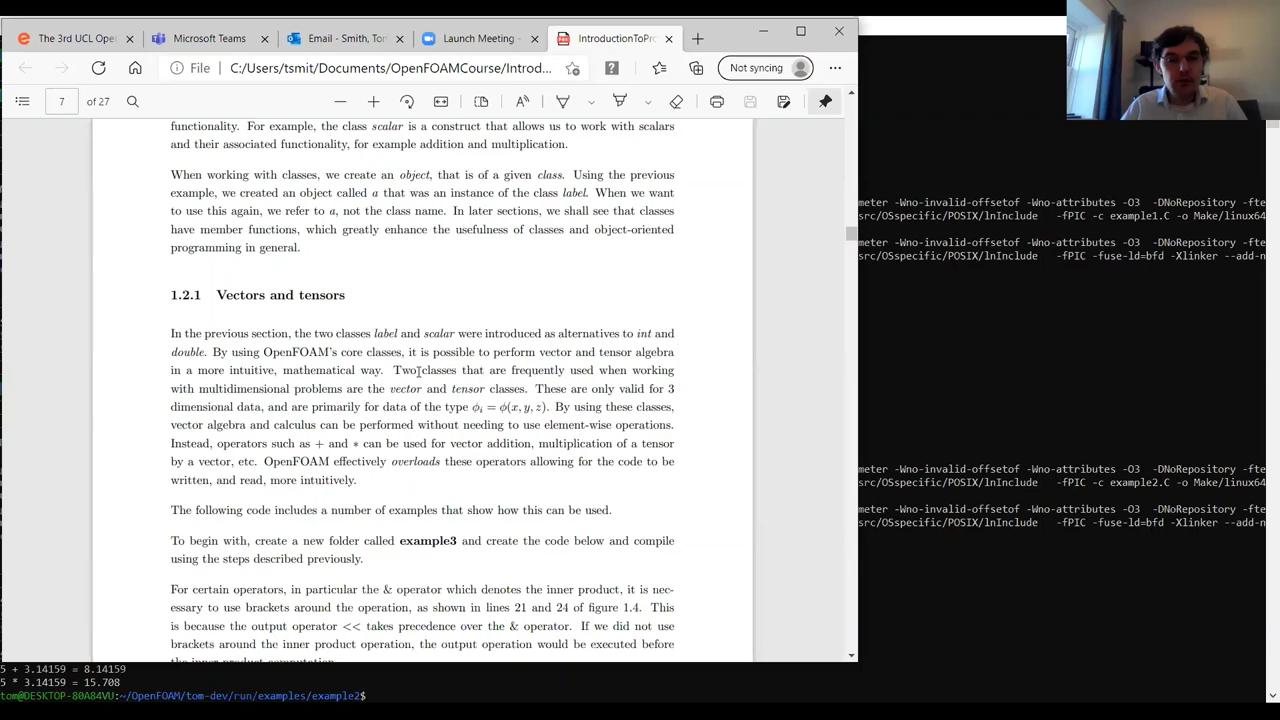 The 3rd UCL Ope
Microsoft Teams
Email - Smith, Tom
Launch Meeting -
IntroductionToPro
File
C:/Users/tsmit/Documents/OpenFOAMCourse/Introd...
Not syncing
7 of 27
functionality. For example, the class scalar is a construct that allows us to work with scalars
and their associated functionality, for example addition and multiplication.
When working with classes, we create an object, that is of a given class. Using the previous
example, we created an object called a that was an instance of the class label. When we want
to use this again, we refer to a, not the class name. In later sections, we shall see that classes
have member functions, which greatly enhance the usefulness of classes and object-oriented
programming in general.
1.2.1 Vectors and tensors
In the previous section, the two classes label and scalar were introduced as alternatives to int and
double. By using OpenFOAM's core classes, it is possible to perform vector and tensor algebra
in a more intuitive, mathematical way. Two classes that are frequently used when working
with multidimensional problems are the vector and tensor classes. These are only valid for 3
dimensional data, and are primarily for data of the type ϕi = ϕ(x, y, z). By using these classes,
vector algebra and calculus can be performed without needing to use element-wise operations.
Instead, operators such as + and * can be used for vector addition, multiplication of a tensor
by a vector, etc. OpenFOAM effectively overloads these operators allowing for the code to be
written, and read, more intuitively.
The following code includes a number of examples that show how this can be used.
To begin with, create a new folder called example3 and create the code below and compile
using the steps described previously.
For certain operators, in particular the & operator which denotes the inner product, it is nec-
essary to use brackets around the operation, as shown in lines 21 and 24 of figure 1.4. This
is because the output operator << takes precedence over the & operator. If we did not use
brackets around the inner product operation, the output operation would be executed before
the inner product computation.
meter -Wno-invalid-offsetof -Wno-attributes -O3 -DNoRepository -fte
src/OSspecific/POSIX/lnInclude -fPIC -c example1.C -o Make/linux64
meter -Wno-invalid-offsetof -Wno-attributes -O3 -DNoRepository -fte
src/OSspecific/POSIX/lnInclude -fPIC -fuse-ld=bfd -Xlinker --add-n
meter -Wno-invalid-offsetof -Wno-attributes -O3 -DNoRepository -fte
src/OSspecific/POSIX/lnInclude -fPIC -c example2.C -o Make/linux64
meter -Wno-invalid-offsetof -Wno-attributes -O3 -DNoRepository -fte
src/OSspecific/POSIX/lnInclude -fPIC -fuse-ld=bfd -Xlinker --add-n
5 + 3.14159 = 8.14159
5 * 3.14159 = 15.708
tom@DESKTOP-80A84VU:~/OpenFOAM/tom-dev/run/examples/example2$